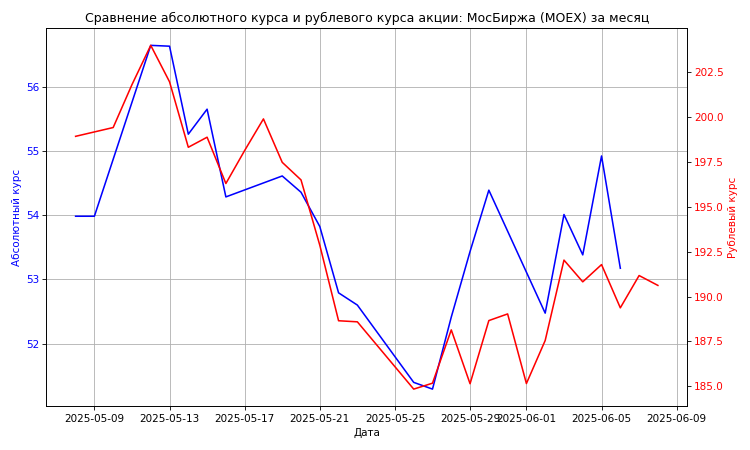 Сравнение абсолютного курса и рублевого курса акции: МосБиржа (MOEX) за месяц
Абсолютный курс
56
55
54
53
52
202.5
200.0
197.5
195.0
192.5
190.0
187.5
185.0
Рублевый курс
2025-05-09 2025-05-13 2025-05-17 2025-05-21 2025-05-25 2025-05-29 2025-06-01 2025-06-05 2025-06-09
Дата